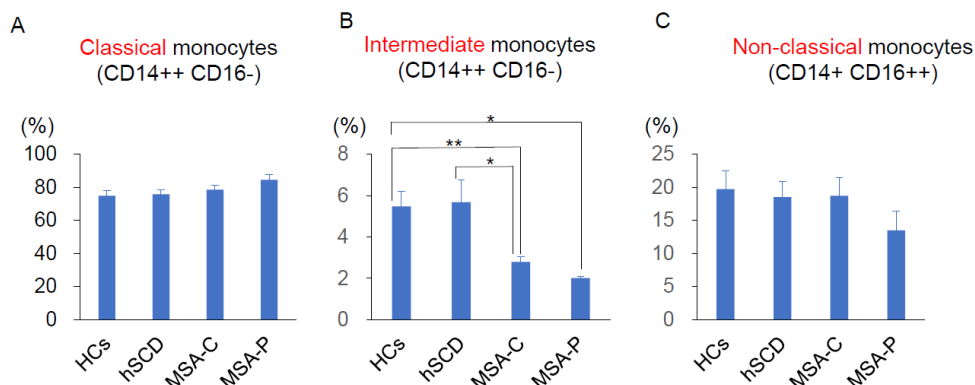 A
Classical monocytes
(CD14++ CD16-)
(%)
100
80
60
40
20
0
HCs
hSCD
MSA-C
MSA-P
B
Intermediate monocytes
(CD14++ CD16-)
(%)
*
**
*
8
6
4
2
0
HCs
hSCD
MSA-C
MSA-P
C
Non-classical monocytes
(CD14+ CD16++)
(%)
25
20
15
10
5
0
HCs
hSCD
MSA-C
MSA-P